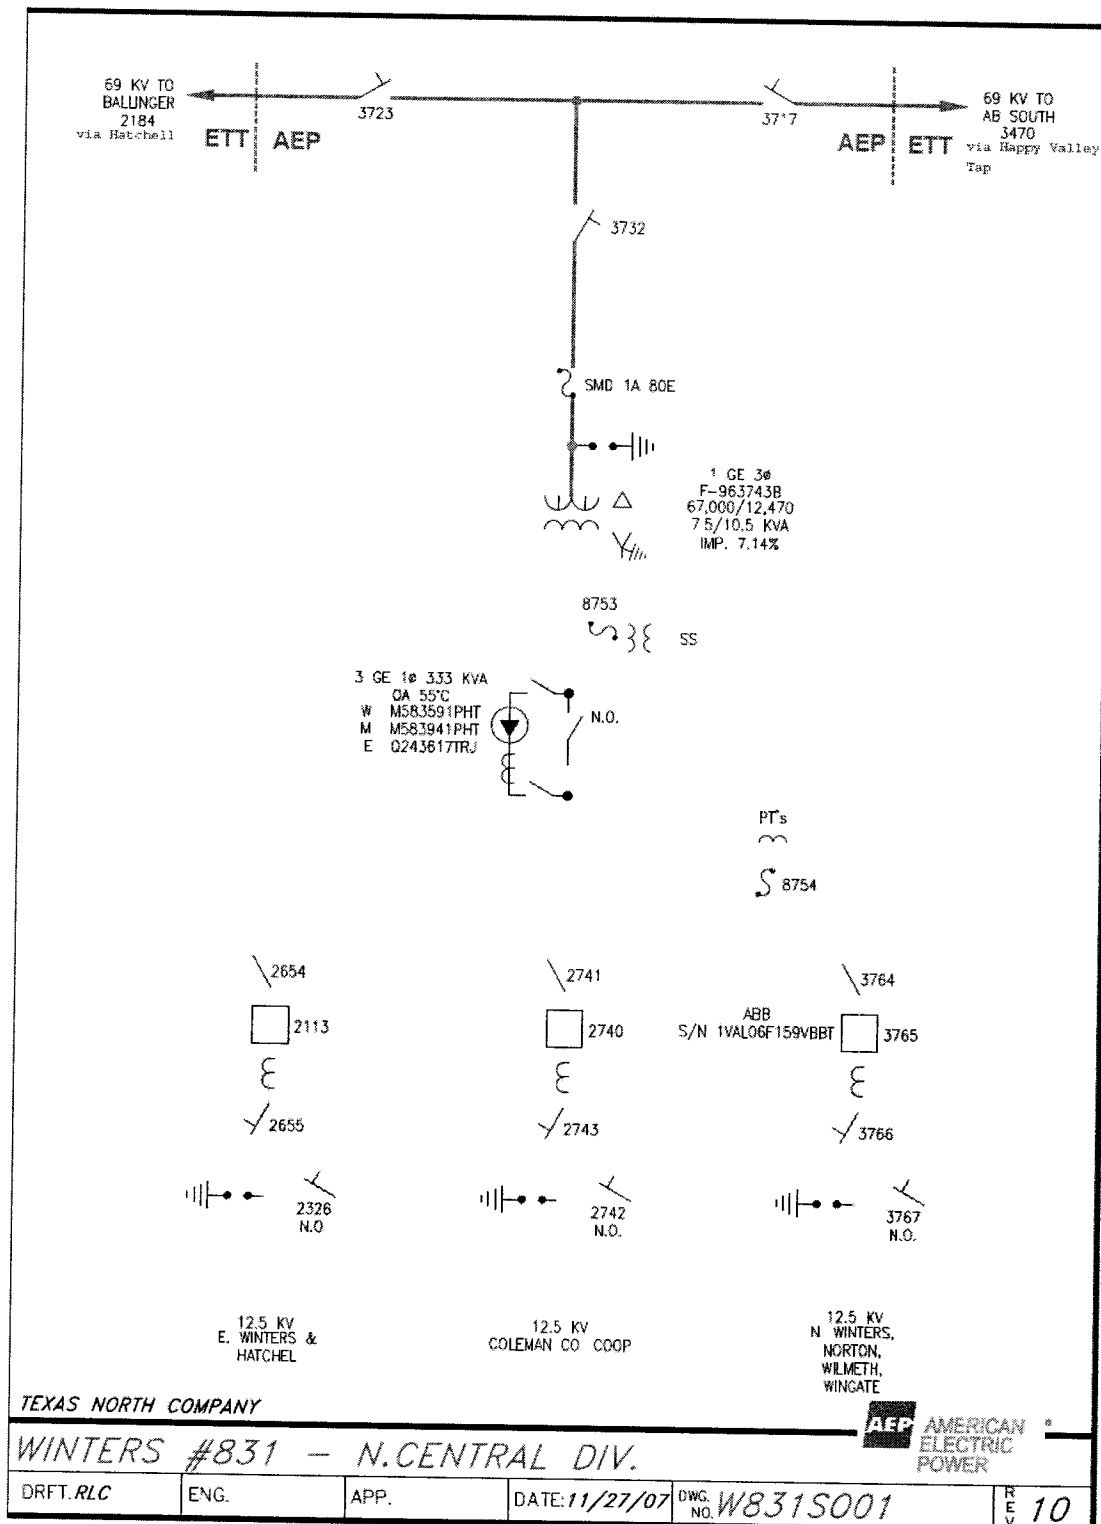 69 KV TO
BALLINGER
2184
via Hatchell
ETT AEP
3723
3717
AEP ETT
69 KV TO
AB SOUTH
3470
via Happy Valley
Tap
3732
SMD 1A 80E
1 GE 3ø
F-963743B
67,000/12,470
7.5/10.5 KVA
IMP. 7.14%
8753
SS
3 GE 1ø 333 KVA
OA 55°C
W M583591PHT
M M583941PHT
E Q243617TRJ
N.O.
PT's
8754
2654
2741
3764
2113
2740
ABB
S/N 1VAL06F159VBBT
3765
2655
2743
3766
2326
N.O.
2742
N.O.
3767
N.O.
12.5 KV
E. WINTERS &
HATCHEL
12.5 KV
COLEMAN CO COOP
12.5 KV
N WINTERS,
NORTON,
WILMETH,
WINGATE
TEXAS NORTH COMPANY
AEP AMERICAN
ELECTRIC
POWER
WINTERS #831 – N.CENTRAL DIV.
DRFT. RLC
ENG.
APP.
DATE: 11/27/07
DWG. NO. W831S001
REV 10